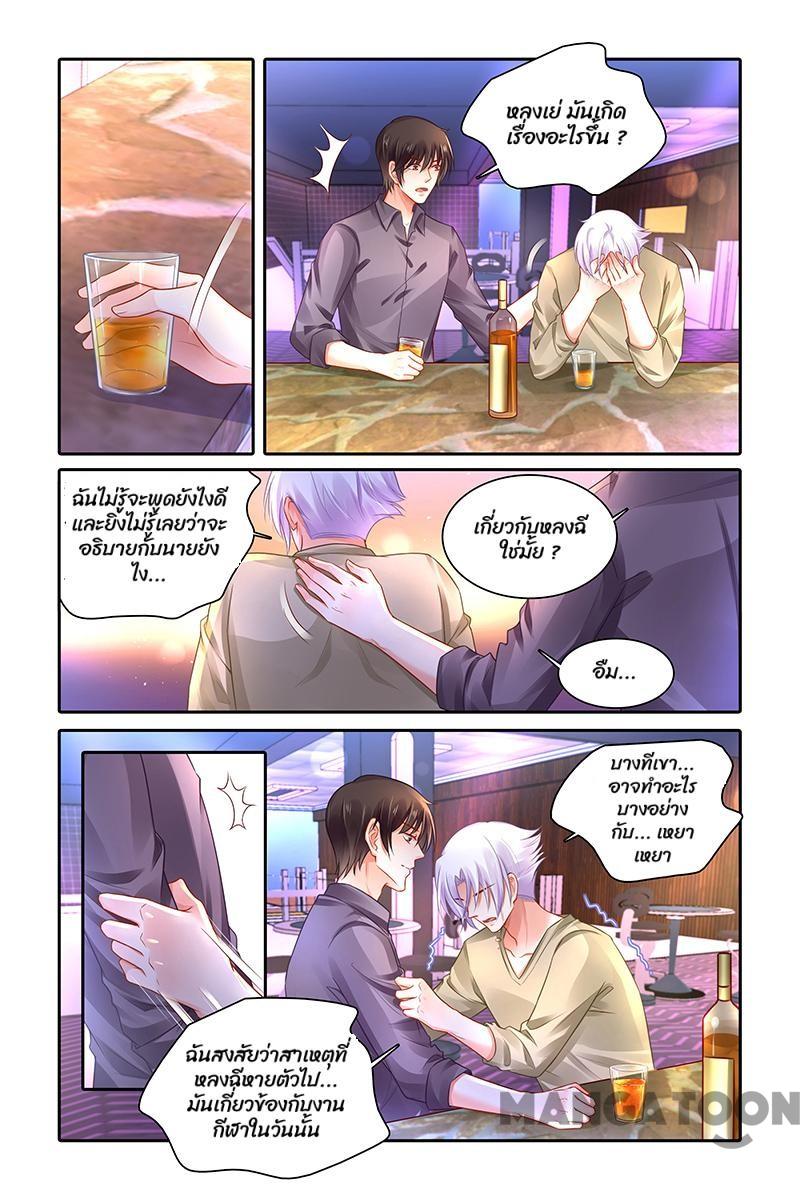 หลงเย่ มันเกิด
เรื่องอะไรขึ้น ?
ฉันไม่รู้จะพูดยังไงดี
และยิ่งไม่รู้เลยว่าจะ
อธิบายกับนายยัง
ไง...
เกี่ยวกับหลงฉี
ใช่มั้ย ?
อืม...
บางทีเขา...
อาจทำอะไร
บางอย่าง
กับ... เหยา
เหยา
ฉันสงสัยว่าสาเหตุที่
หลงฉีหายตัวไป...
มันเกี่ยวข้องกับงาน
กีฬาในวันนั้น
MANGATOON